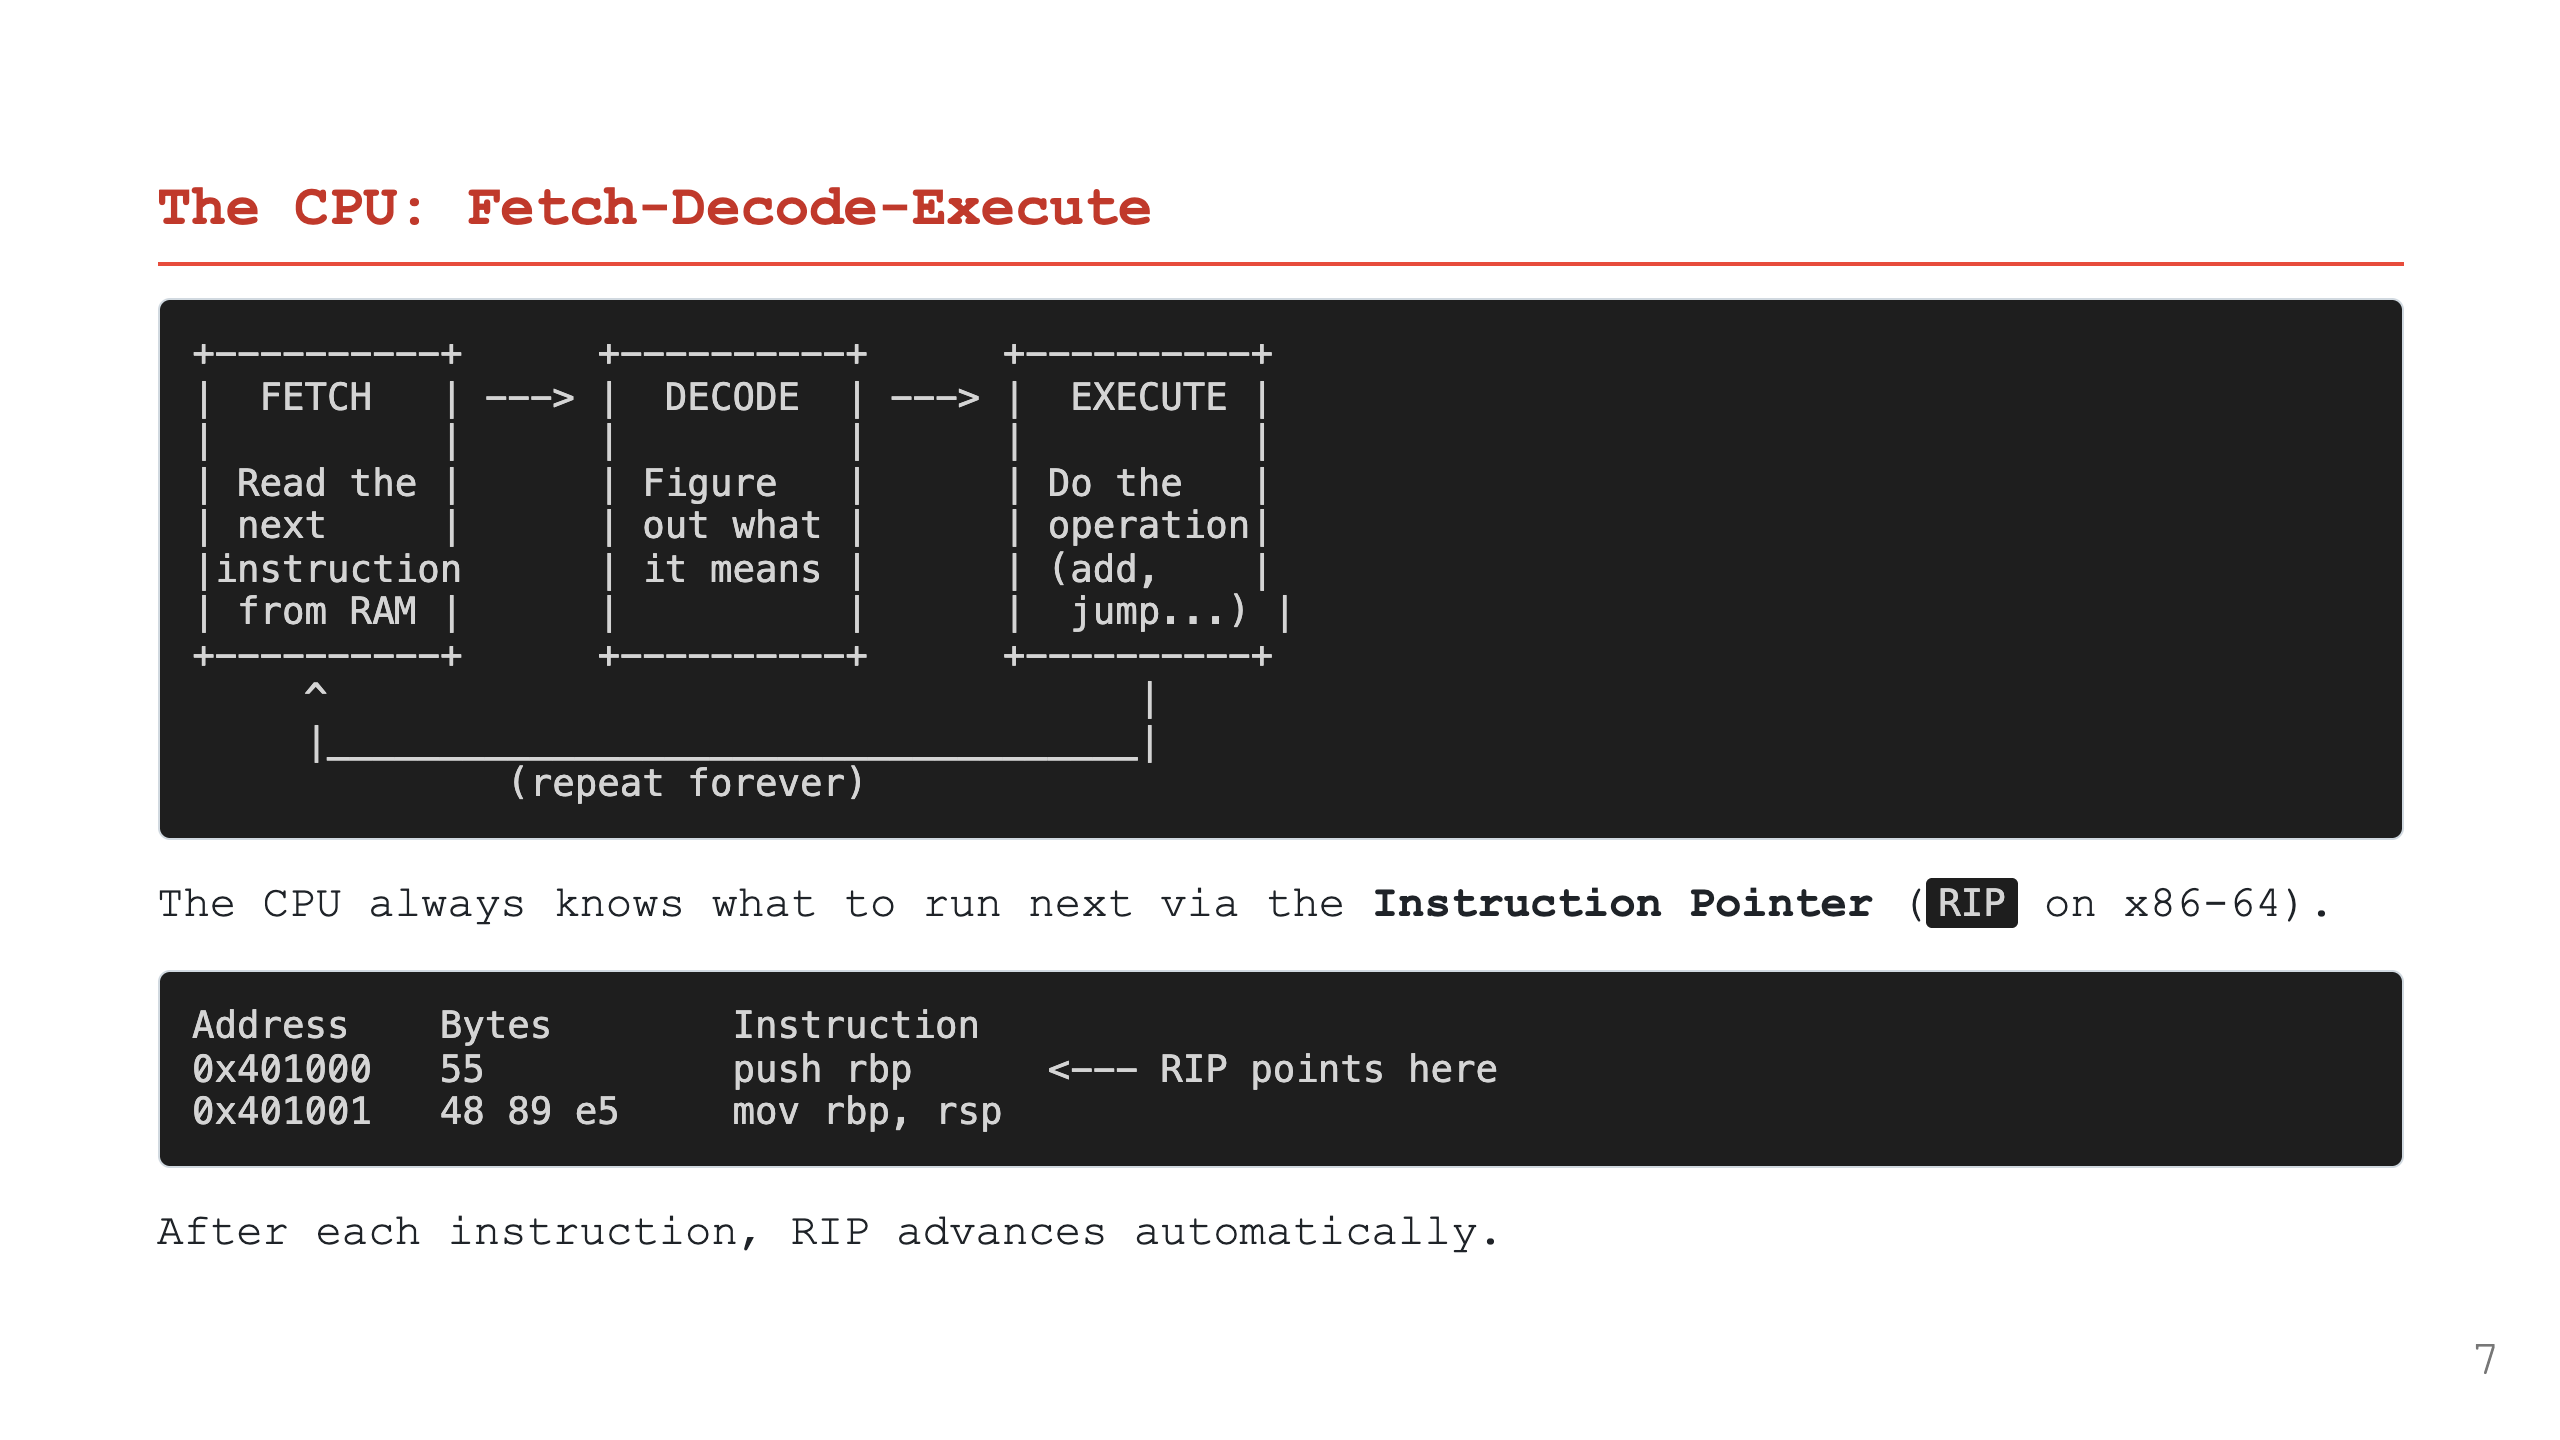 The CPU: Fetch-Decode-Execute
+----------+      +----------+      +----------+
|  FETCH   | ---> |  DECODE  | ---> |  EXECUTE |
|          |      |          |      |          |
| Read the |      | Figure   |      | Do the   |
| next     |      | out what |      | operation|
|instruction      | it means |      | (add,    |
| from RAM |      |          |      |  jump...) |
+----------+      +----------+      +----------+
     ^                                    |
     |____________________________________|
              (repeat forever)
The CPU always knows what to run next via the Instruction Pointer (RIP on x86-64).
Address    Bytes        Instruction
0x401000   55           push rbp      <--- RIP points here
0x401001   48 89 e5     mov rbp, rsp
After each instruction, RIP advances automatically.
7